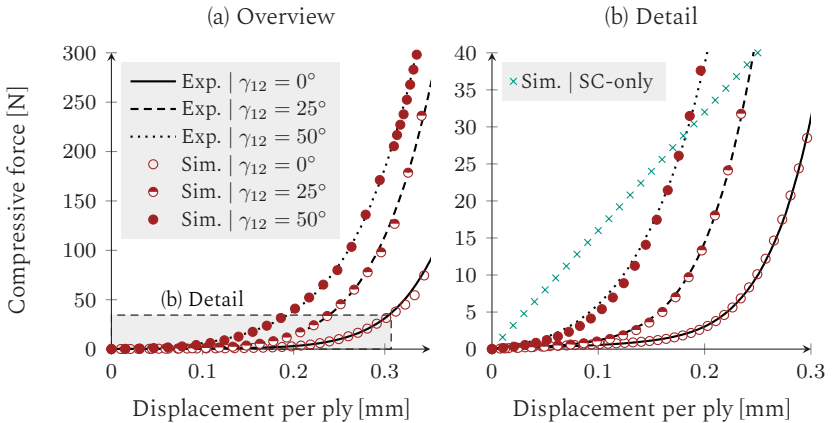 (a) Overview
(b) Detail
Compressive force [N]
300
250
200
150
100
50
0
Exp. | γ₁₂ = 0°
Exp. | γ₁₂ = 25°
Exp. | γ₁₂ = 50°
Sim. | γ₁₂ = 0°
Sim. | γ₁₂ = 25°
Sim. | γ₁₂ = 50°
(b) Detail
0
0.1
0.2
0.3
Displacement per ply [mm]
40
35
30
25
20
15
10
5
0
Sim. | SC-only
0
0.1
0.2
0.3
Displacement per ply [mm]